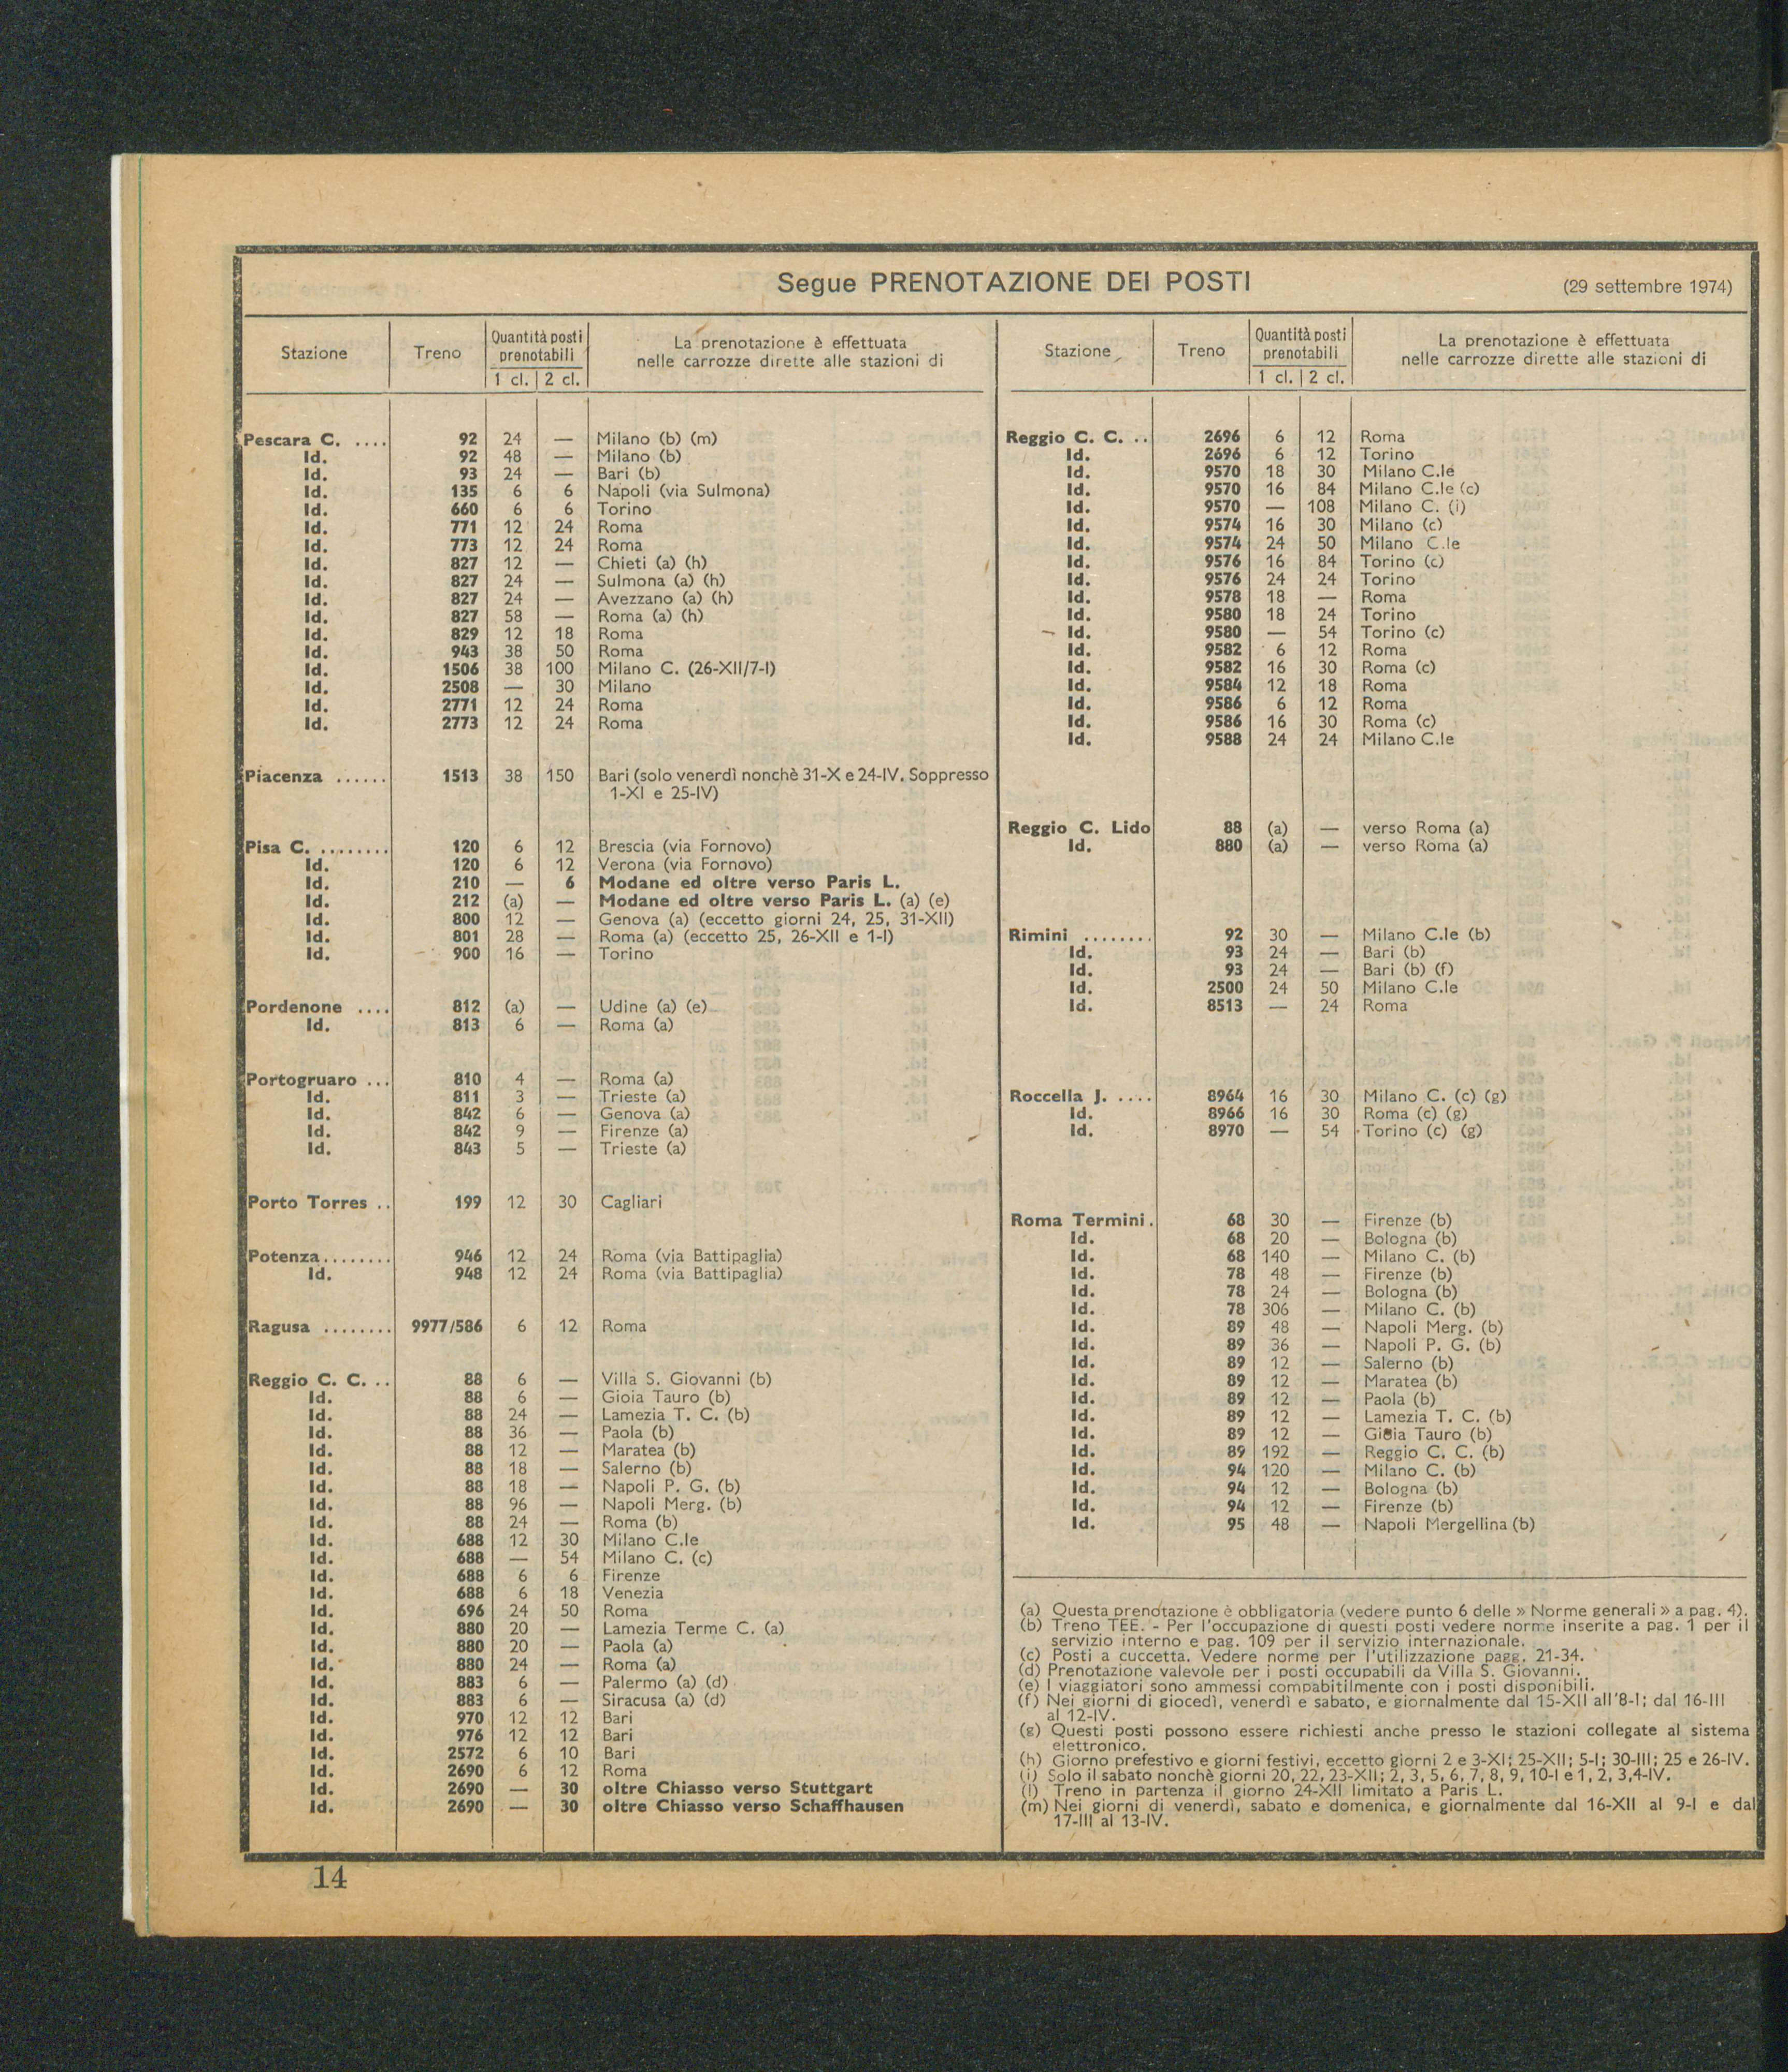 Segue PRENOTAZIONE DEI POSTI (29 settembre 1974)
Stazione Treno Quantità posti prenotabili 1 cl. 2 cl. La prenotazione è effettuata nelle carrozze dirette alle stazioni di
Pescara C. .... 92 24 — Milano (b) (m)
Id. 92 48 — Milano (b)
Id. 93 24 — Bari (b)
Id. 135 6 6 Napoli (via Sulmona)
Id. 660 6 6 Torino
Id. 771 12 24 Roma
Id. 773 12 24 Roma
Id. 827 12 — Chieti (a) (h)
Id. 827 24 — Sulmona (a) (h)
Id. 827 24 — Avezzano (a) (h)
Id. 827 58 — Roma (a) (h)
Id. 829 12 18 Roma
Id. 943 38 50 Roma
Id. 1506 38 100 Milano C. (26-XII/7-I)
Id. 2508 — 30 Milano
Id. 2771 12 24 Roma
Id. 2773 12 24 Roma
Piacenza ...... 1513 38 150 Bari (solo venerdì nonchè 31-X e 24-IV. Soppresso
1-XI e 25-IV)
Pisa C. ........ 120 6 12 Brescia (via Fornovo)
Id. 120 6 12 Verona (via Fornovo)
Id. 210 — 6 Modane ed oltre verso Paris L.
Id. 212 (a) — Modane ed oltre verso Paris L. (a) (e)
Id. 800 12 — Genova (a) (eccetto giorni 24, 25, 31-XII)
Id. 801 28 — Roma (a) (eccetto 25, 26-XII e 1-I)
Id. 900 16 — Torino
Pordenone .... 812 (a) — Udine (a) (e)
Id. 813 6 — Roma (a)
Portogruaro ... 810 4 — Roma (a)
Id. 811 3 — Trieste (a)
Id. 842 6 — Genova (a)
Id. 842 9 — Firenze (a)
Id. 843 5 — Trieste (a)
Porto Torres .. 199 12 30 Cagliari
Potenza........ 946 12 24 Roma (via Battipaglia)
Id. 948 12 24 Roma (via Battipaglia)
Ragusa ........ 9977/586 6 12 Roma
Reggio C. C. .. 88 6 — Villa S. Giovanni (b)
Id. 88 6 — Gioia Tauro (b)
Id. 88 24 — Lamezia T. C. (b)
Id. 88 36 — Paola (b)
Id. 88 12 — Maratea (b)
Id. 88 18 — Salerno (b)
Id. 88 18 — Napoli P. G. (b)
Id. 88 96 — Napoli Merg. (b)
Id. 88 24 — Roma (b)
Id. 688 12 30 Milano C.le
Id. 688 — 54 Milano C. (c)
Id. 688 6 6 Firenze
Id. 688 6 18 Venezia
Id. 696 24 50 Roma
Id. 880 20 — Lamezia Terme C. (a)
Id. 880 20 — Paola (a)
Id. 880 24 — Roma (a)
Id. 883 6 — Palermo (a) (d)
Id. 883 6 — Siracusa (a) (d)
Id. 970 12 12 Bari
Id. 976 12 12 Bari
Id. 2572 6 10 Bari
Id. 2690 6 12 Roma
Id. 2690 — 30 oltre Chiasso verso Stuttgart
Id. 2690 — 30 oltre Chiasso verso Schaffhausen
Stazione Treno Quantità posti prenotabili 1 cl. 2 cl. La prenotazione è effettuata nelle carrozze dirette alle stazioni di
Reggio C. C. .. 2696 6 12 Roma
Id. 2696 6 12 Torino
Id. 9570 18 30 Milano C.le
Id. 9570 16 84 Milano C.le (c)
Id. 9570 — 108 Milano C. (i)
Id. 9574 16 30 Milano (c)
Id. 9574 24 50 Milano C.le
Id. 9576 16 84 Torino (c)
Id. 9576 24 24 Torino
Id. 9578 18 — Roma
Id. 9580 18 24 Torino
Id. 9580 — 54 Torino (c)
Id. 9582 6 12 Roma
Id. 9582 16 30 Roma (c)
Id. 9584 12 18 Roma
Id. 9586 6 12 Roma
Id. 9586 16 30 Roma (c)
Id. 9588 24 24 Milano C.le
Reggio C. Lido 88 (a) — verso Roma (a)
Id. 880 (a) — verso Roma (a)
Rimini ........ 92 30 — Milano C.le (b)
Id. 93 24 — Bari (b)
Id. 93 24 — Bari (b) (f)
Id. 2500 24 50 Milano C.le
Id. 8513 — 24 Roma
Roccella J. .... 8964 16 30 Milano C. (c) (g)
Id. 8966 16 30 Roma (c) (g)
Id. 8970 — 54 Torino (c) (g)
Roma Termini. 68 30 — Firenze (b)
Id. 68 20 — Bologna (b)
Id. 68 140 — Milano C. (b)
Id. 78 48 — Firenze (b)
Id. 78 24 — Bologna (b)
Id. 78 306 — Milano C. (b)
Id. 89 48 — Napoli Merg. (b)
Id. 89 36 — Napoli P. G. (b)
Id. 89 12 — Salerno (b)
Id. 89 12 — Maratea (b)
Id. 89 12 — Paola (b)
Id. 89 12 — Lamezia T. C. (b)
Id. 89 12 — Gioia Tauro (b)
Id. 89 192 — Reggio C. C. (b)
Id. 94 120 — Milano C. (b)
Id. 94 12 — Bologna (b)
Id. 94 12 — Firenze (b)
Id. 95 48 — Napoli Mergellina (b)
(a) Questa prenotazione è obbligatoria (vedere punto 6 delle » Norme generali » a pag. 4).
(b) Treno TEE. - Per l'occupazione di questi posti vedere norme inserite a pag. 1 per il
servizio interno e pag. 109 per il servizio internazionale.
(c) Posti a cuccetta. Vedere norme per l'utilizzazione pagg. 21-34.
(d) Prenotazione valevole per i posti occupabili da Villa S. Giovanni.
(e) I viaggiatori sono ammessi compabitilmente con i posti disponibili.
(f) Nei giorni di giocedì, venerdì e sabato, e giornalmente dal 15-XII all'8-I; dal 16-III
al 12-IV.
(g) Questi posti possono essere richiesti anche presso le stazioni collegate al sistema
elettronico.
(h) Giorno prefestivo e giorni festivi, eccetto giorni 2 e 3-XI; 25-XII; 5-I; 30-III; 25 e 26-IV.
(i) Solo il sabato nonchè giorni 20, 22, 23-XII; 2, 3, 5, 6, 7, 8, 9, 10-I e 1, 2, 3,4-IV.
(l) Treno in partenza il giorno 24-XII limitato a Paris L.
(m) Nei giorni di venerdì, sabato e domenica, e giornalmente dal 16-XII al 9-I e dal
17-III al 13-IV.
14